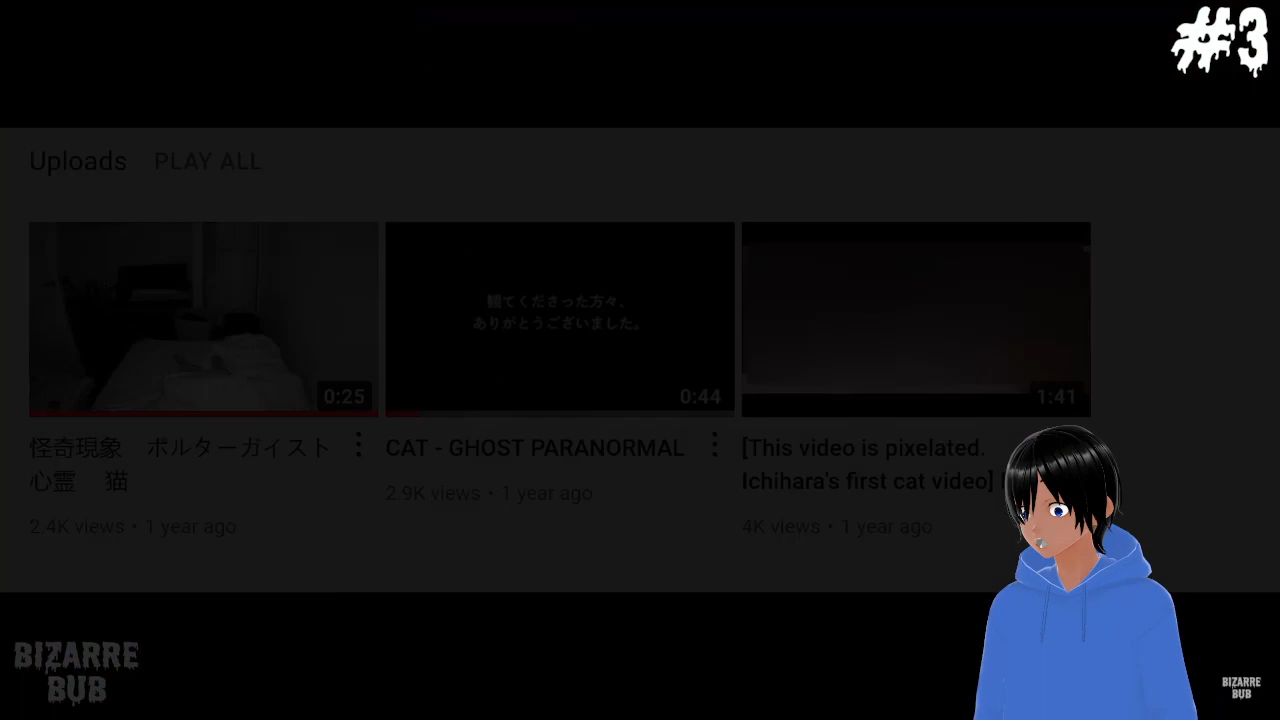 #3
Uploads PLAY ALL
観てくださった方々、
ありがとうございました。
0:25
0:44
1:41
怪奇現象 ポルターガイスト
心霊 猫
2.4K views • 1 year ago
CAT - GHOST PARANORMAL
2.9K views • 1 year ago
[This video is pixelated.
Ichihara's first cat video]
4K views • 1 year ago
BIZARRE
BUB
BIZARRE
BUB